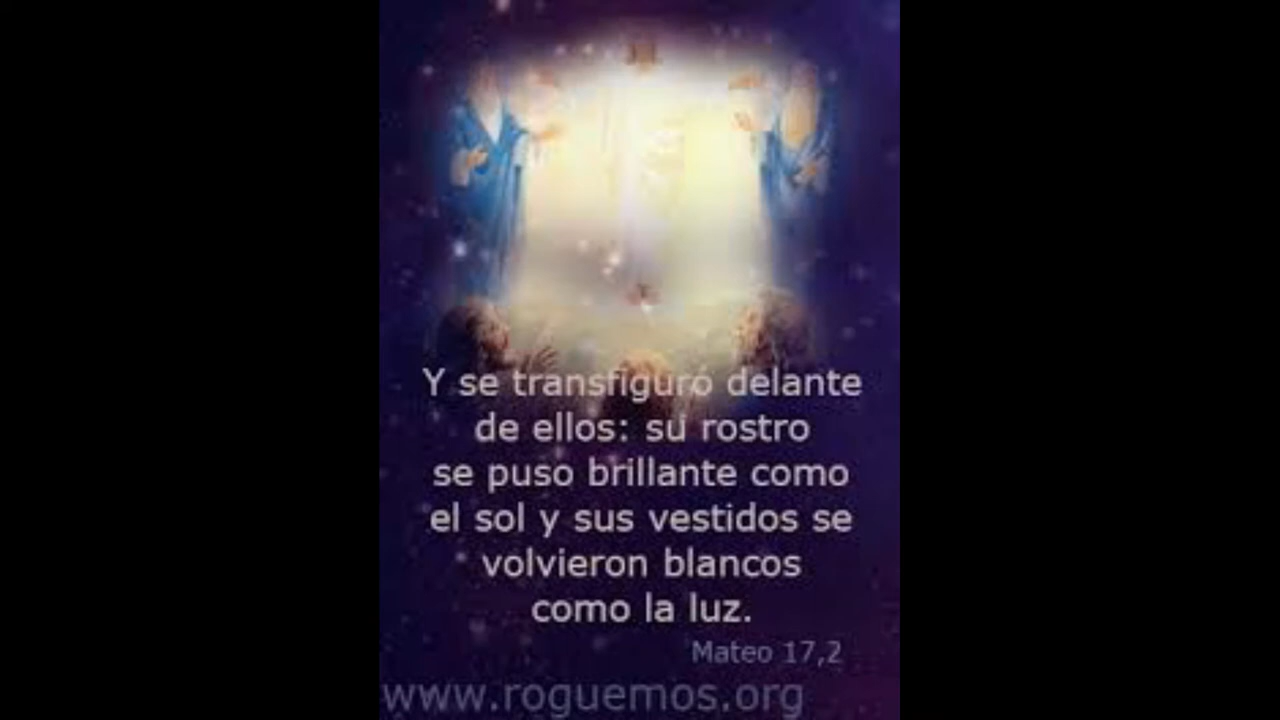 Y se transfiguró delante
de ellos: su rostro
se puso brillante como
el sol y sus vestidos se
volvieron blancos
como la luz.
Mateo 17,2
www.roguemos.org